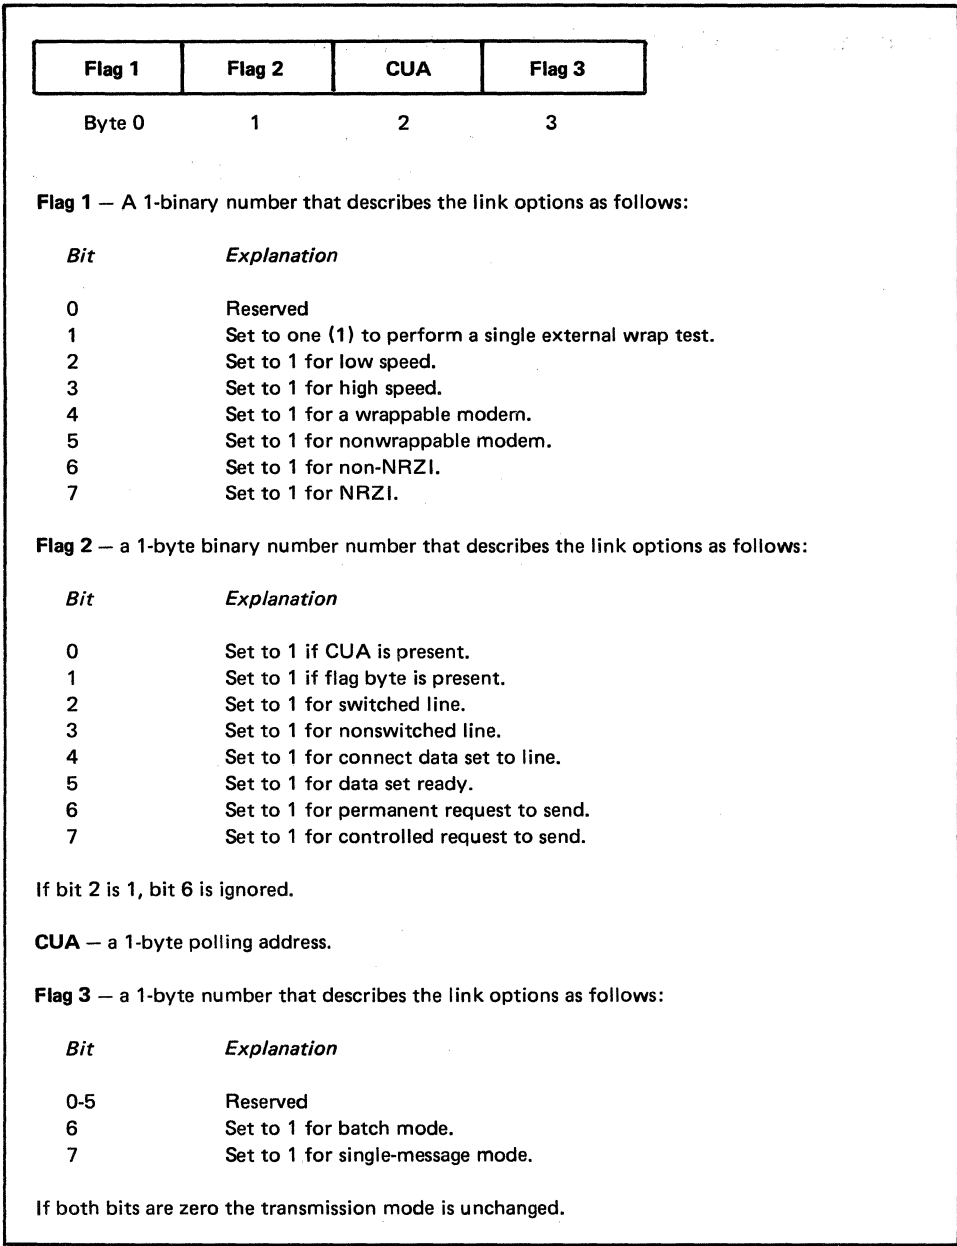 Flag 1 Flag 2 CUA Flag 3
Byte 0 1 2 3
Flag 1 — A 1-binary number that describes the link options as follows:
Bit Explanation
0 Reserved
1 Set to one (1) to perform a single external wrap test.
2 Set to 1 for low speed.
3 Set to 1 for high speed.
4 Set to 1 for a wrappable modem.
5 Set to 1 for nonwrappable modem.
6 Set to 1 for non-NRZI.
7 Set to 1 for NRZI.
Flag 2 — a 1-byte binary number number that describes the link options as follows:
Bit Explanation
0 Set to 1 if CUA is present.
1 Set to 1 if flag byte is present.
2 Set to 1 for switched line.
3 Set to 1 for nonswitched line.
4 Set to 1 for connect data set to line.
5 Set to 1 for data set ready.
6 Set to 1 for permanent request to send.
7 Set to 1 for controlled request to send.
If bit 2 is 1, bit 6 is ignored.
CUA — a 1-byte polling address.
Flag 3 — a 1-byte number that describes the link options as follows:
Bit Explanation
0-5 Reserved
6 Set to 1 for batch mode.
7 Set to 1 for single-message mode.
If both bits are zero the transmission mode is unchanged.